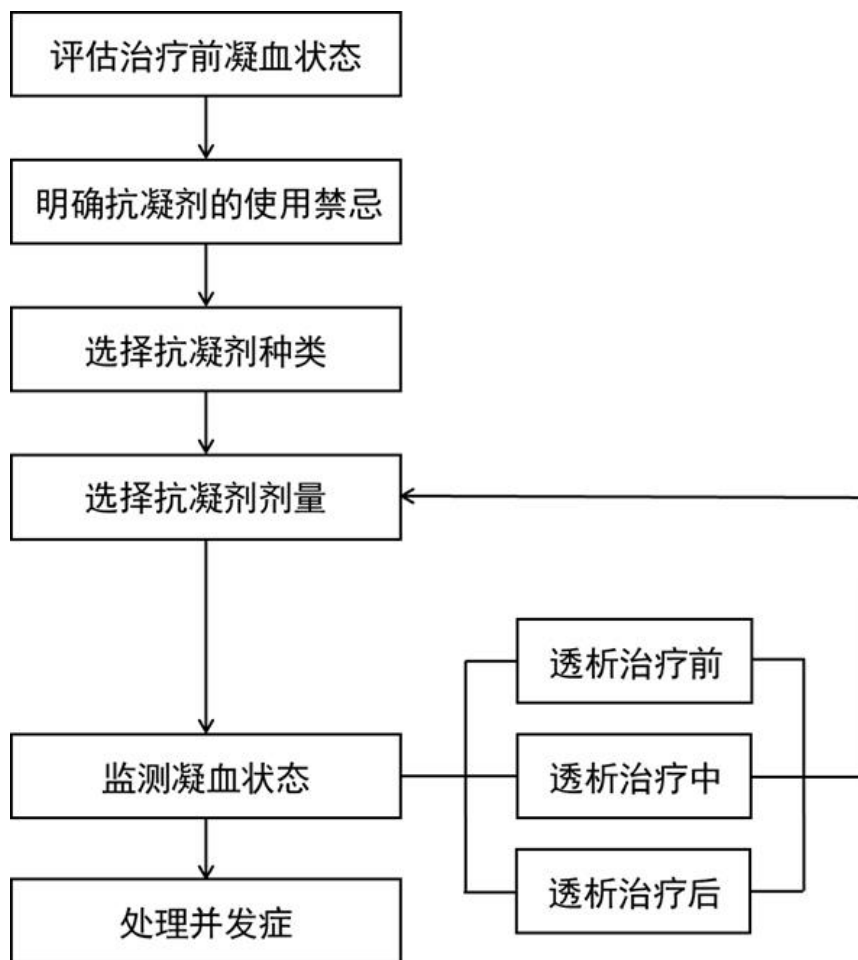 评估治疗前凝血状态
明确抗凝剂的使用禁忌
选择抗凝剂种类
选择抗凝剂剂量
透析治疗前
监测凝血状态
透析治疗中
透析治疗后
处理并发症